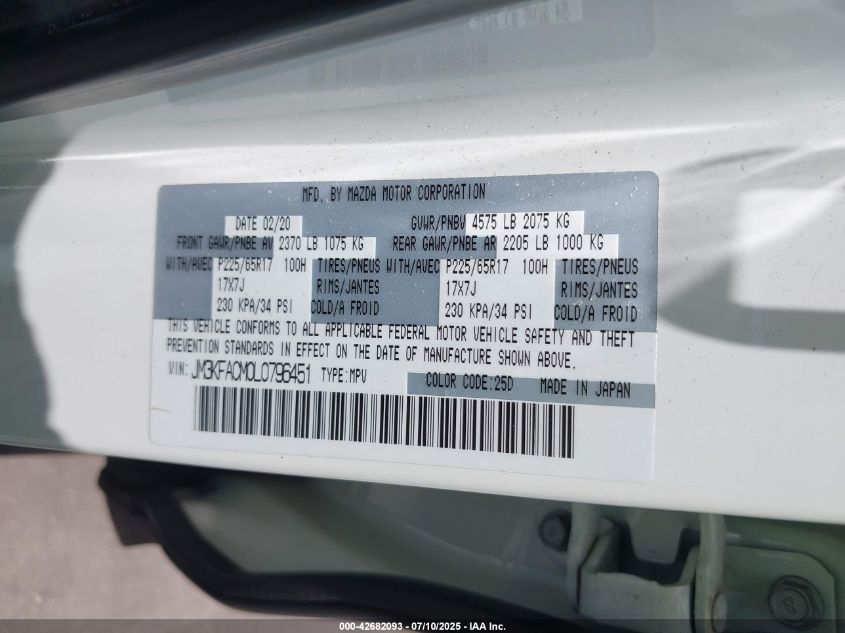 MFD. BY MAZDA MOTOR CORPORATION
DATE 02/20 GVWR/PNBV 4575 LB 2075 KG
FRONT GAWR/PNBE AV 2370 LB 1075 KG REAR GAWR/PNBE AR 2205 LB 1000 KG
WITH/AVEC P225/65R17 100H TIRES/PNEUS WITH/AVEC P225/65R17 100H TIRES/PNEUS
17X7J RIMS/JANTES 17X7J RIMS/JANTES
230 KPA/34 PSI COLD/A FROID 230 KPA/34 PSI COLD/A FROID
THIS VEHICLE CONFORMS TO ALL APPLICABLE FEDERAL MOTOR VEHICLE SAFETY AND THEFT
PREVENTION STANDARDS IN EFFECT ON THE DATE OF MANUFACTURE SHOWN ABOVE.
VIN: JM3KFACM0L0796451 TYPE:MPV COLOR CODE:25D MADE IN JAPAN
000-42682093 - 07/10/2025 - IAA Inc.